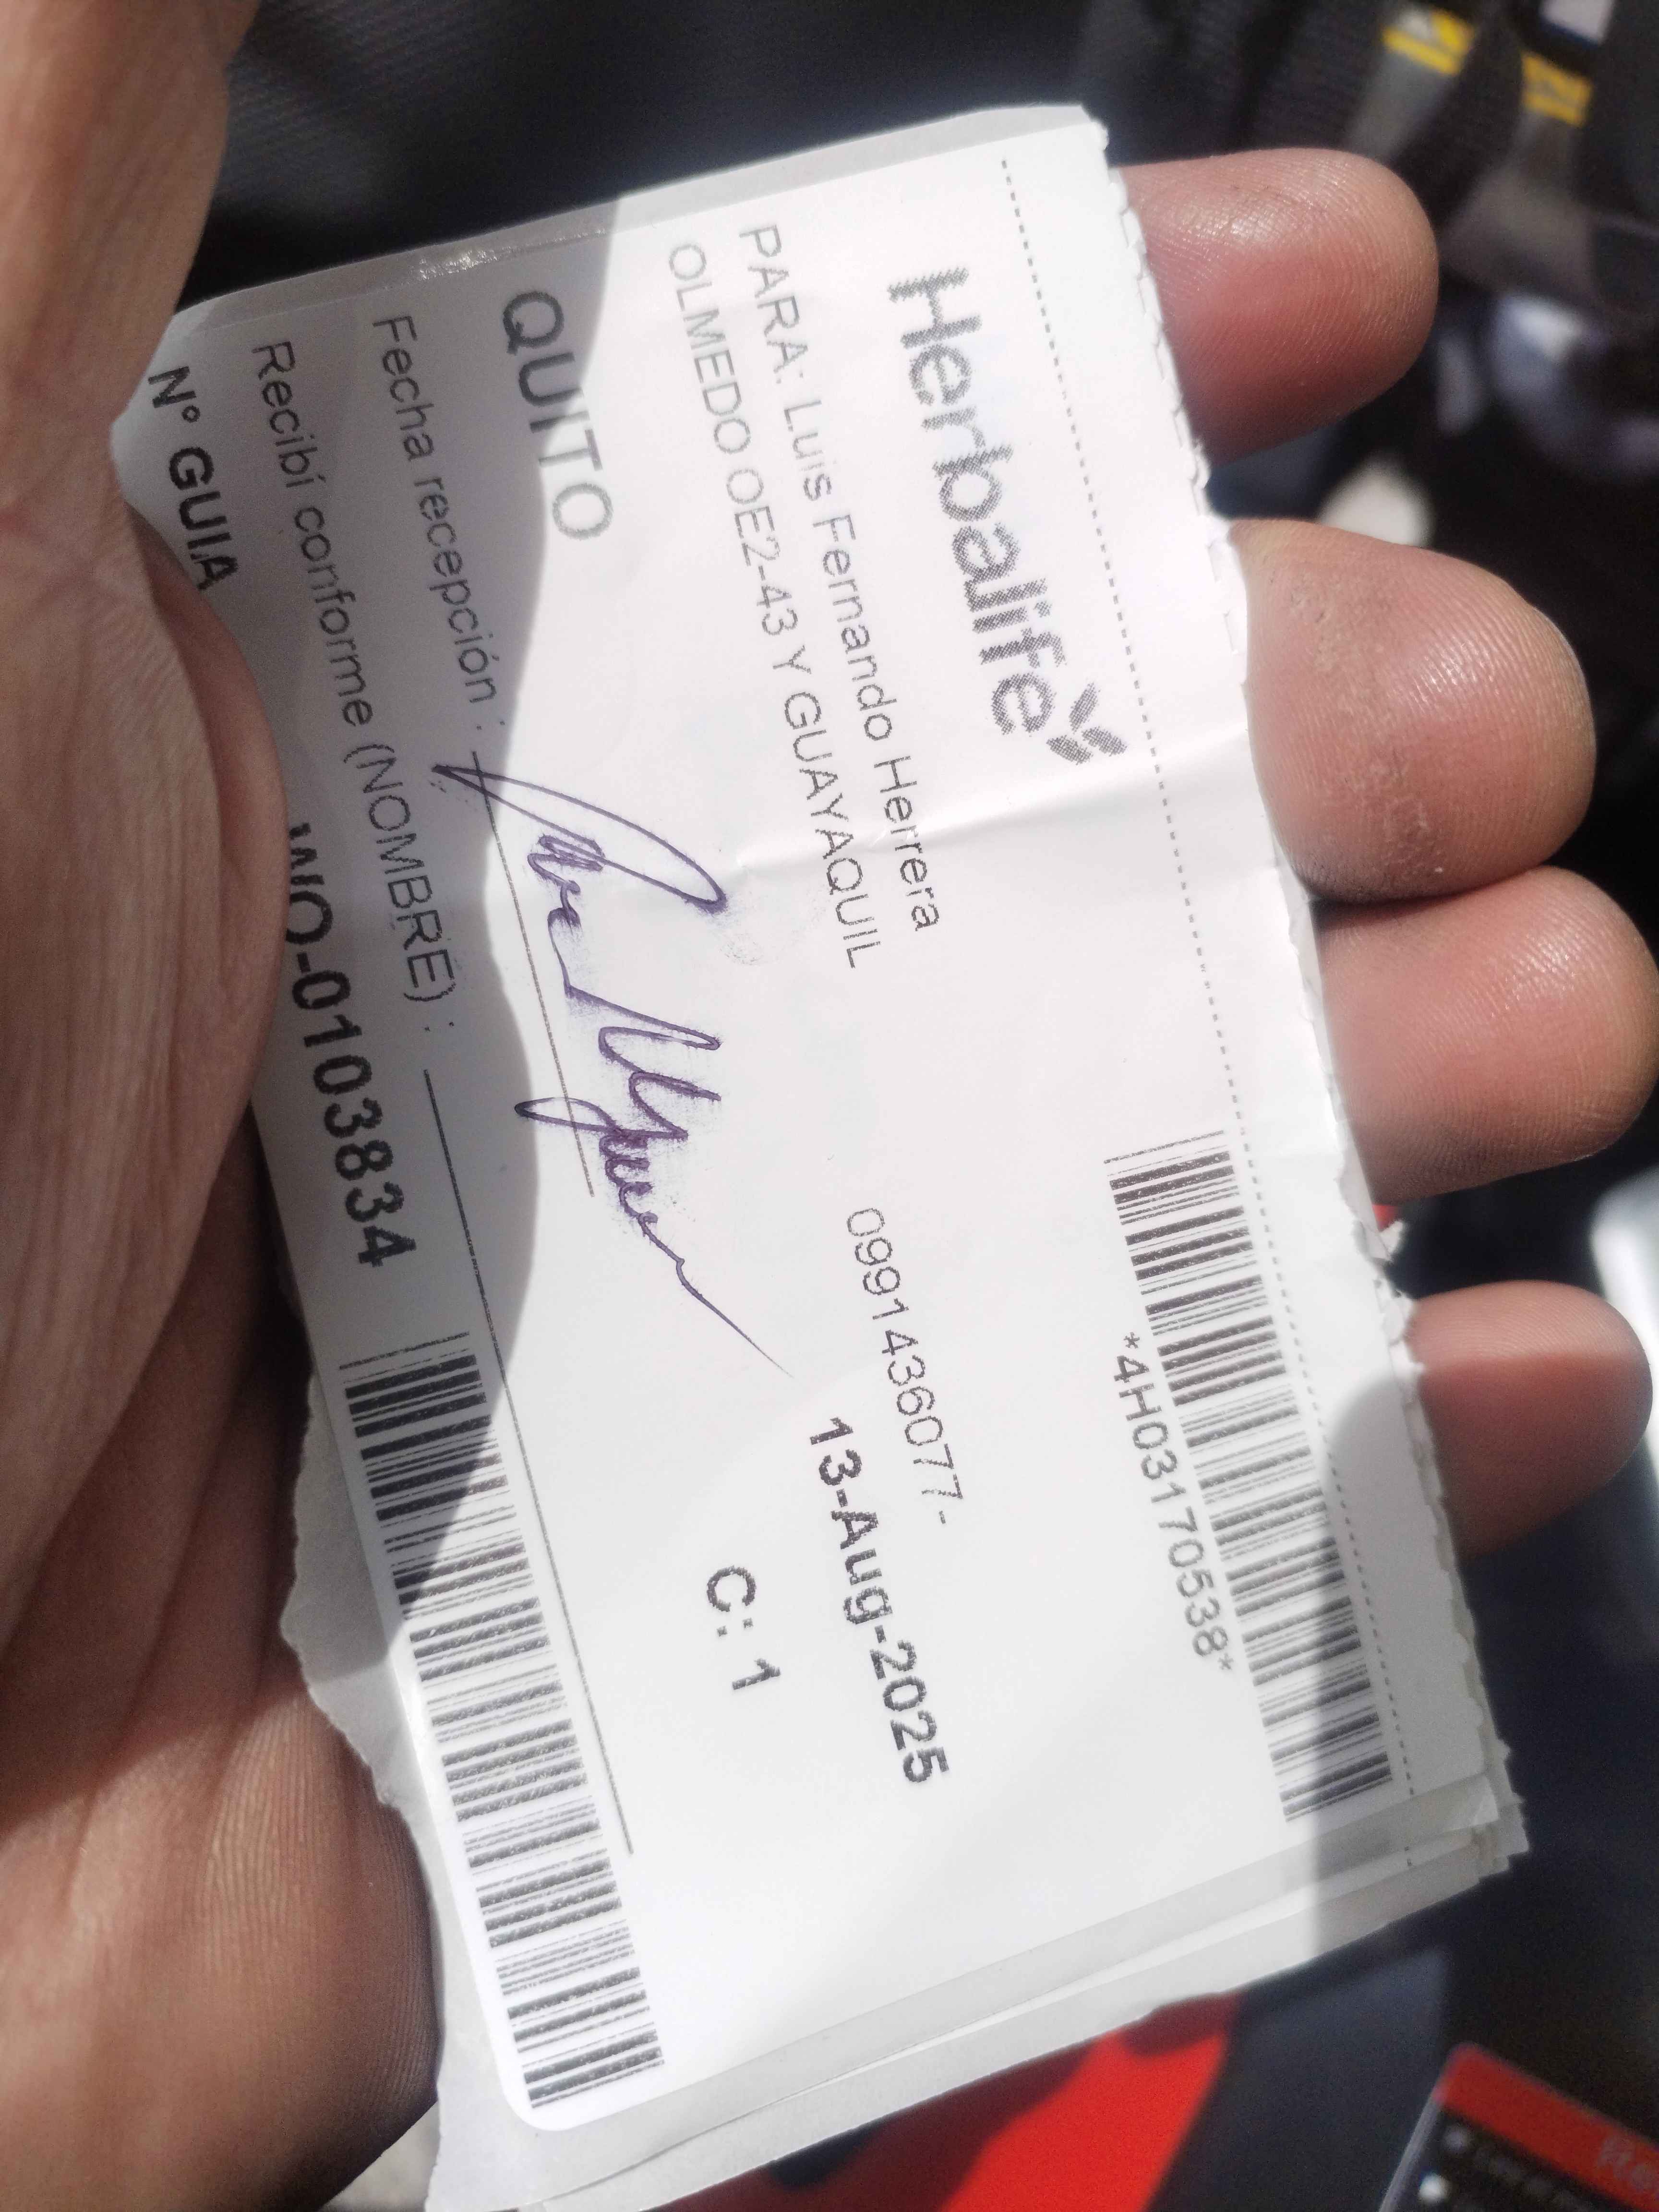 Herbalife
*4H03170538*
PARA: Luis Fernando Herrera
0991436077-
OLMEDO OE2-43 Y GUAYAQUIL
13-Aug-2025
QUITO
C: 1
Fecha recepción :
Recibí conforme (NOMBRE) :
N° GUIA
WO-0103834